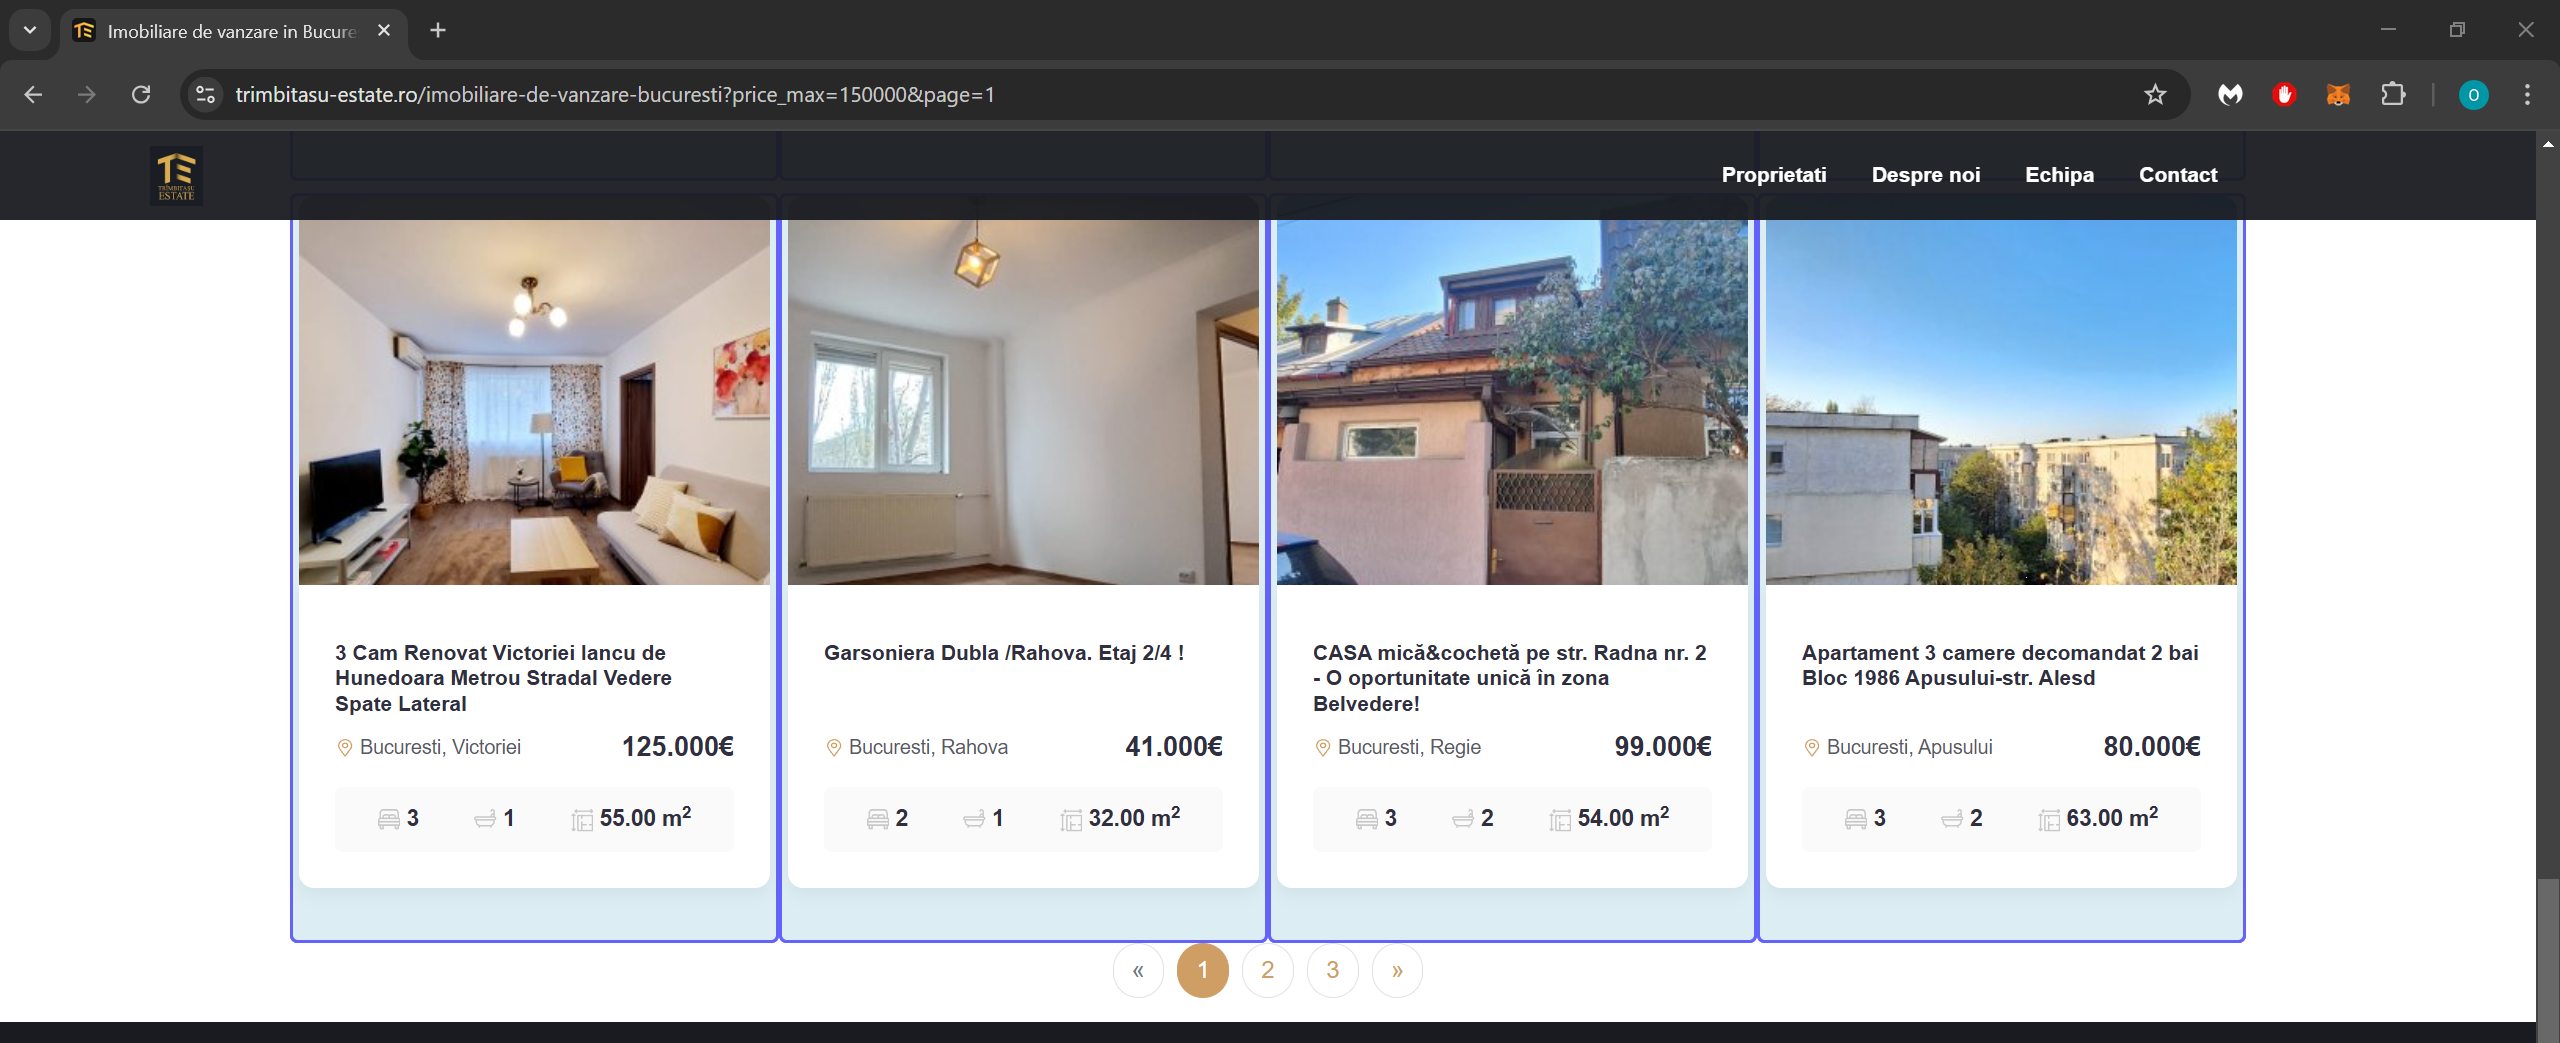 Imobiliare de vanzare in Bucure
trimbitasu-estate.ro/imobiliare-de-vanzare-bucuresti?price_max=150000&page=1
O
TRÎMBIȚAȘU
ESTATE
Proprietati
Despre noi
Echipa
Contact
3 Cam Renovat Victoriei Iancu de
Hunedoara Metrou Stradal Vedere
Spate Lateral
Bucuresti, Victoriei
125.000€
3
1
55.00 m²
Garsoniera Dubla /Rahova. Etaj 2/4 !
Bucuresti, Rahova
41.000€
2
1
32.00 m²
CASA mică&cochetă pe str. Radna nr. 2
- O oportunitate unică în zona
Belvedere!
Bucuresti, Regie
99.000€
3
2
54.00 m²
Apartament 3 camere decomandat 2 bai
Bloc 1986 Apusului-str. Alesd
Bucuresti, Apusului
80.000€
3
2
63.00 m²
« 1 2 3 »